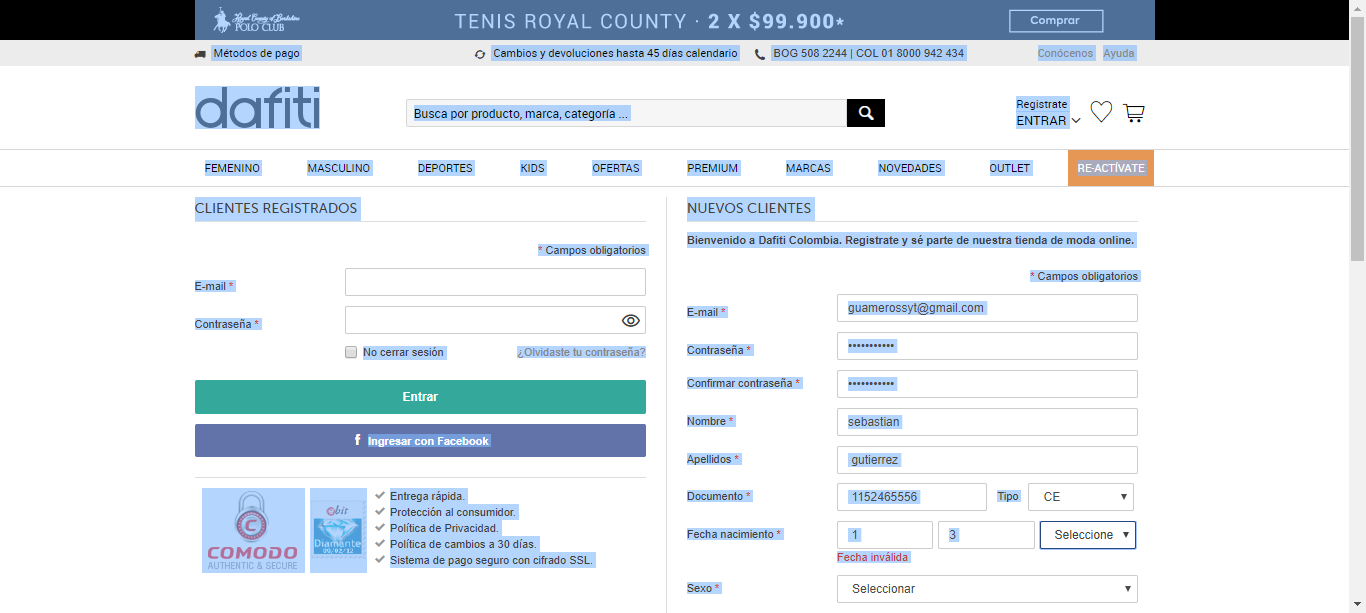 Royal County of Berkshire
POLO CLUB
TENIS ROYAL COUNTY · 2 X $99.900*
Comprar
Métodos de pago
Cambios y devoluciones hasta 45 días calendario
BOG 508 2244 | COL 01 8000 942 434
Conócenos
Ayuda
dafiti
Busca por producto, marca, categoría ...
Registrate
ENTRAR
FEMENINO
MASCULINO
DEPORTES
KIDS
OFERTAS
PREMIUM
MARCAS
NOVEDADES
OUTLET
RE-ACTÍVATE
CLIENTES REGISTRADOS
* Campos obligatorios
E-mail *
Contraseña *
No cerrar sesión
¿Olvidaste tu contraseña?
Entrar
f Ingresar con Facebook
COMODO
AUTHENTIC & SECURE
ebit
Diamante
09/02/12
Entrega rápida.
Protección al consumidor.
Política de Privacidad.
Política de cambios a 30 días.
Sistema de pago seguro con cifrado SSL.
NUEVOS CLIENTES
Bienvenido a Dafiti Colombia. Registrate y sé parte de nuestra tienda de moda online.
* Campos obligatorios
E-mail *
guamerossyt@gmail.com
Contraseña *
•••••••••••
Confirmar contraseña *
•••••••••••
Nombre *
sebastian
Apellidos *
gutierrez
Documento *
1152465556
Tipo
CE
Fecha nacimiento *
1
3
Seleccione
Fecha inválida
Sexo *
Seleccionar